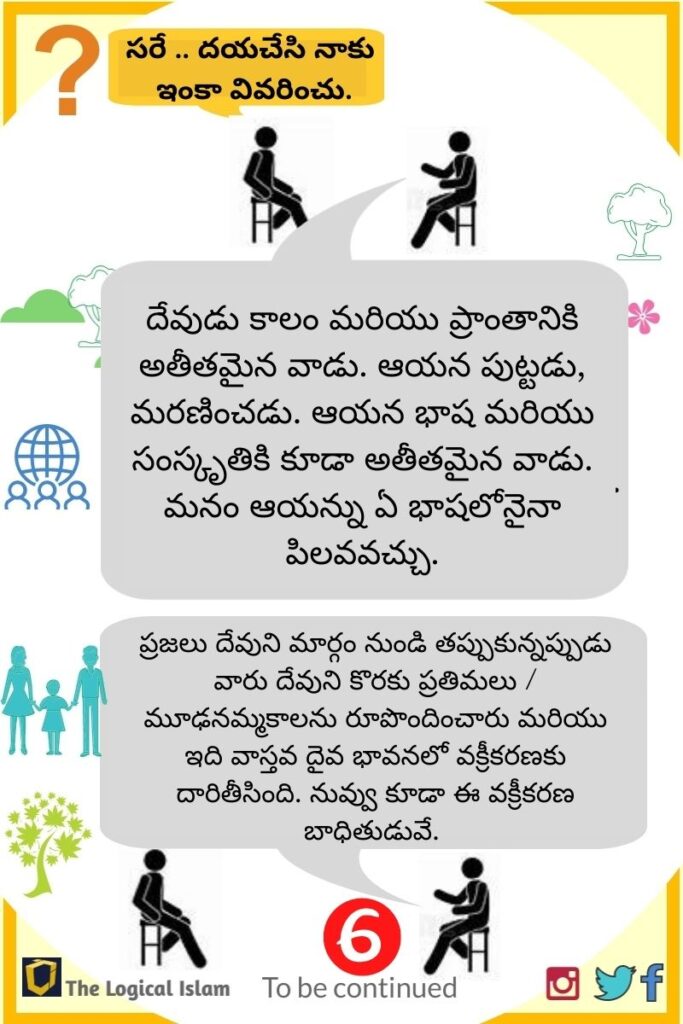 ?
సరే .. దయచేసి నాకు
ఇంకా వివరించు.
దేవుడు కాలం మరియు ప్రాంతానికి
అతీతమైన వాడు. ఆయన పుట్టడు,
మరణించడు. ఆయన భాష మరియు
సంస్కృతికి కూడా అతీతమైన వాడు.
మనం ఆయన్ను ఏ భాషలోనైనా
పిలవవచ్చు.
ప్రజలు దేవుని మార్గం నుండి తప్పుకున్నప్పుడు
వారు దేవుని కొరకు ప్రతిమలు /
మూఢనమ్మకాలను రూపొందించారు మరియు
ఇది వాస్తవ దైవ భావనలో వక్రీకరణకు
దారితీసింది. నువ్వు కూడా ఈ వక్రీకరణ
బాధితుడువే.
6
The Logical Islam To be continued